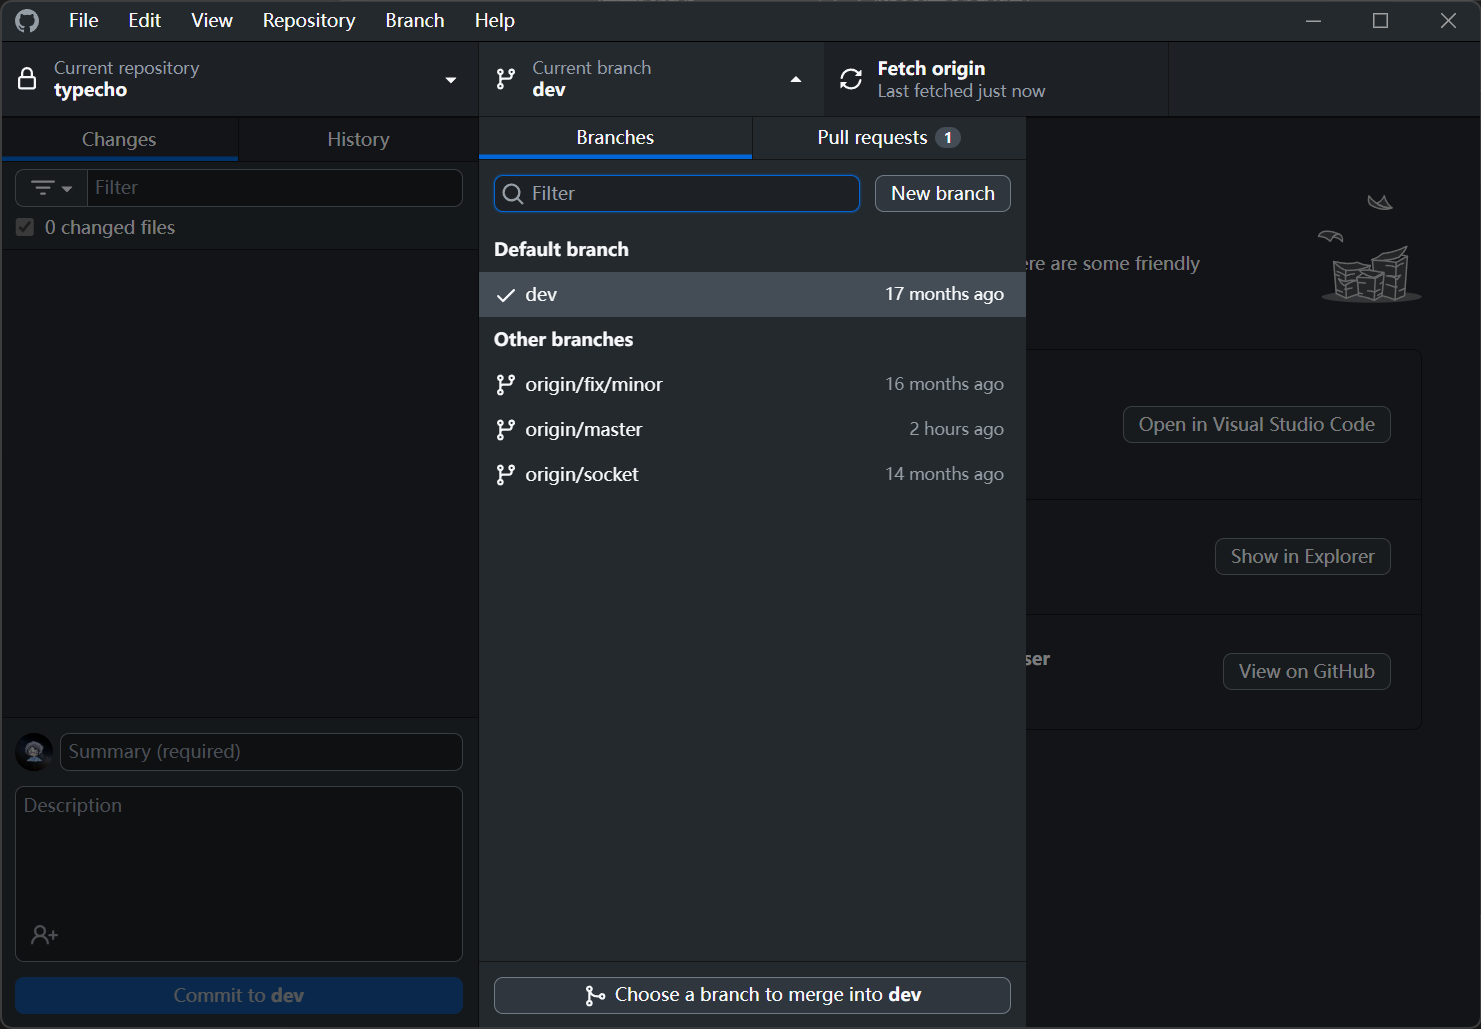 File Edit View Repository Branch Help
Current repository
typecho
Current branch
dev
Fetch origin
Last fetched just now
Changes
History
Filter
0 changed files
Branches
Pull requests 1
Filter
New branch
Default branch
dev 17 months ago
Other branches
origin/fix/minor 16 months ago
origin/master 2 hours ago
origin/socket 14 months ago
Choose a branch to merge into dev
ere are some friendly
Open in Visual Studio Code
Show in Explorer
ser
View on GitHub
Summary (required)
Description
Commit to dev